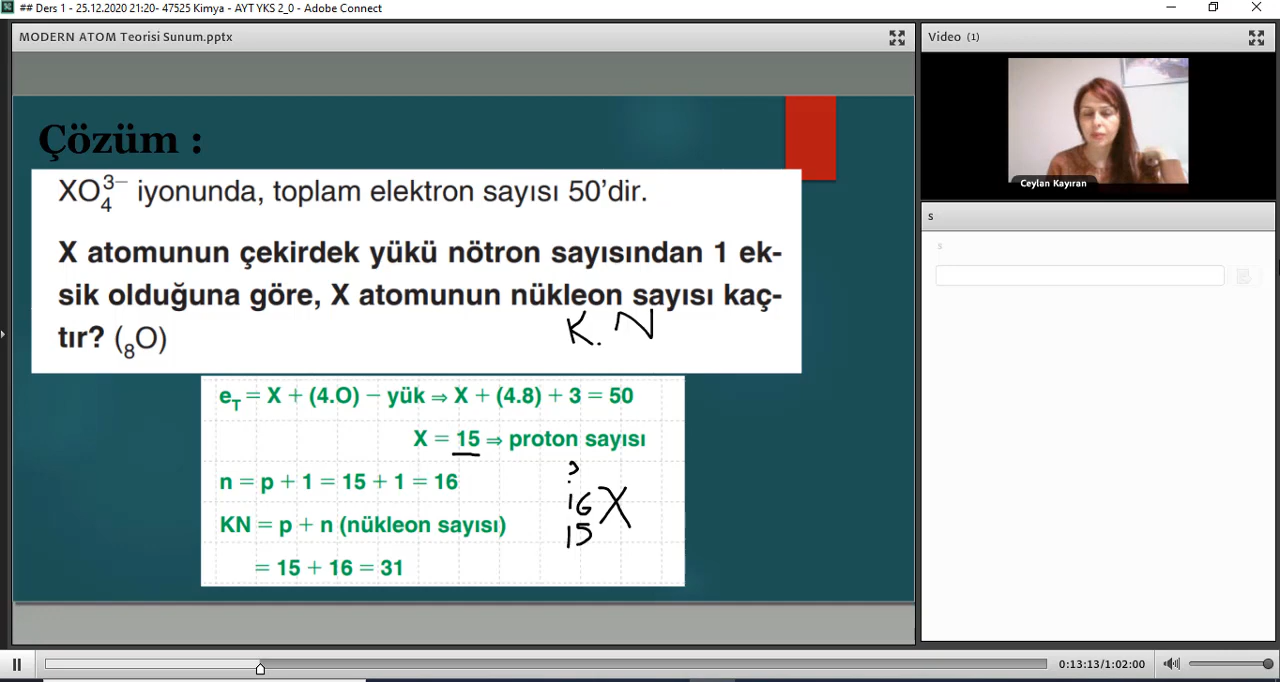 ## Ders 1 - 25.12.2020 21:20- 47525 Kimya - AYT YKS 2_0 - Adobe Connect
MODERN ATOM Teorisi Sunum.pptx
Çözüm :
XO₄³⁻ iyonunda, toplam elektron sayısı 50'dir.
X atomunun çekirdek yükü nötron sayısından 1 ek-
sik olduğuna göre, X atomunun nükleon sayısı kaç-
tır? (₈O)
K.N
e_T = X + (4.O) − yük ⇒ X + (4.8) + 3 = 50
X = 15 ⇒ proton sayısı
n = p + 1 = 15 + 1 = 16
KN = p + n (nükleon sayısı)
= 15 + 16 = 31
?
16 X
15
Video (1)
Ceylan Kayıran
s
s
0:13:13/1:02:00